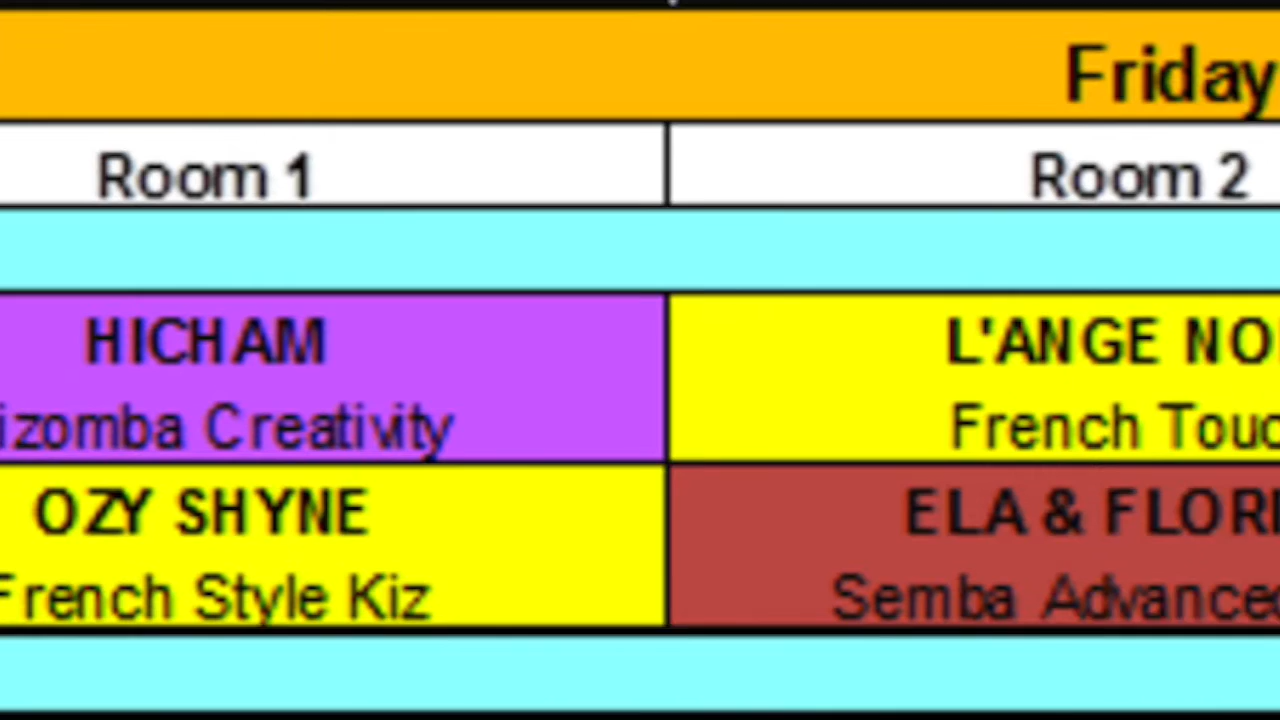 Friday
Room 1
Room 2
HICHAM
L'ANGE NO
izomba Creativity
French Touc
OZY SHYNE
ELA & FLOR
French Style Kiz
Semba Advanced